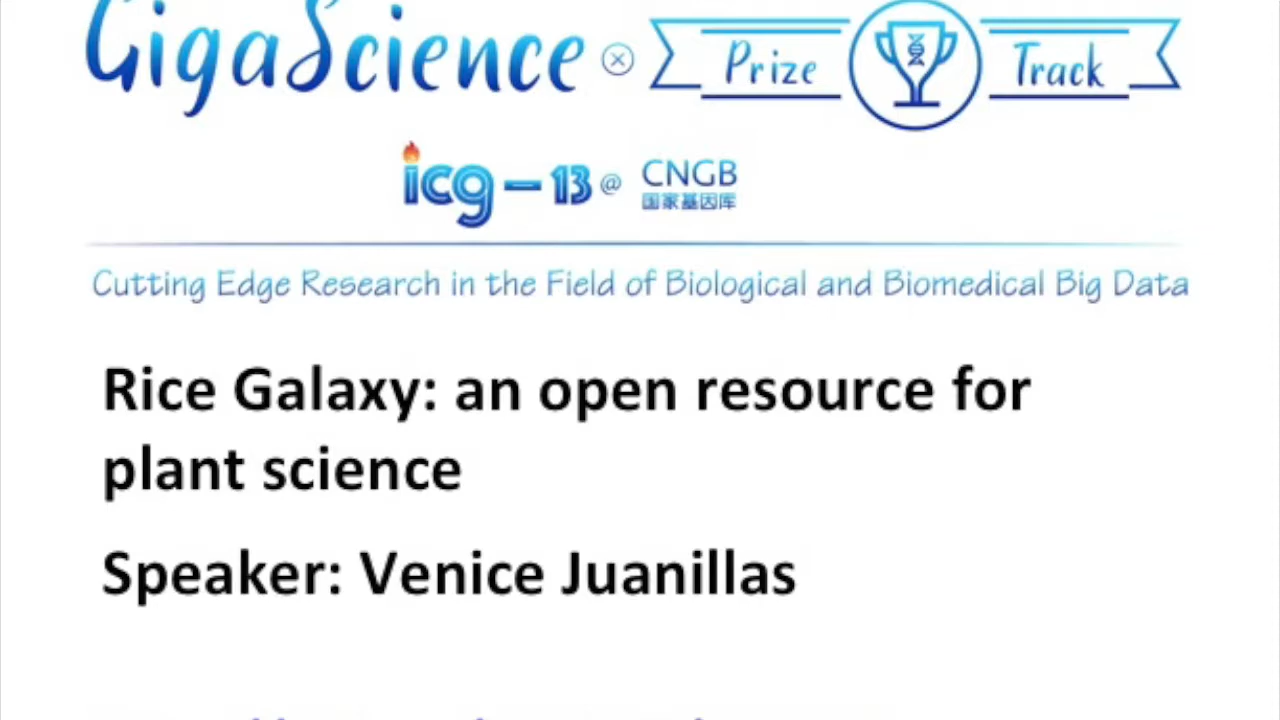 GigaScience
Prize Track
icg-13@ CNGB
国家基因库
Cutting Edge Research in the Field of Biological and Biomedical Big Data
Rice Galaxy: an open resource for
plant science
Speaker: Venice Juanillas